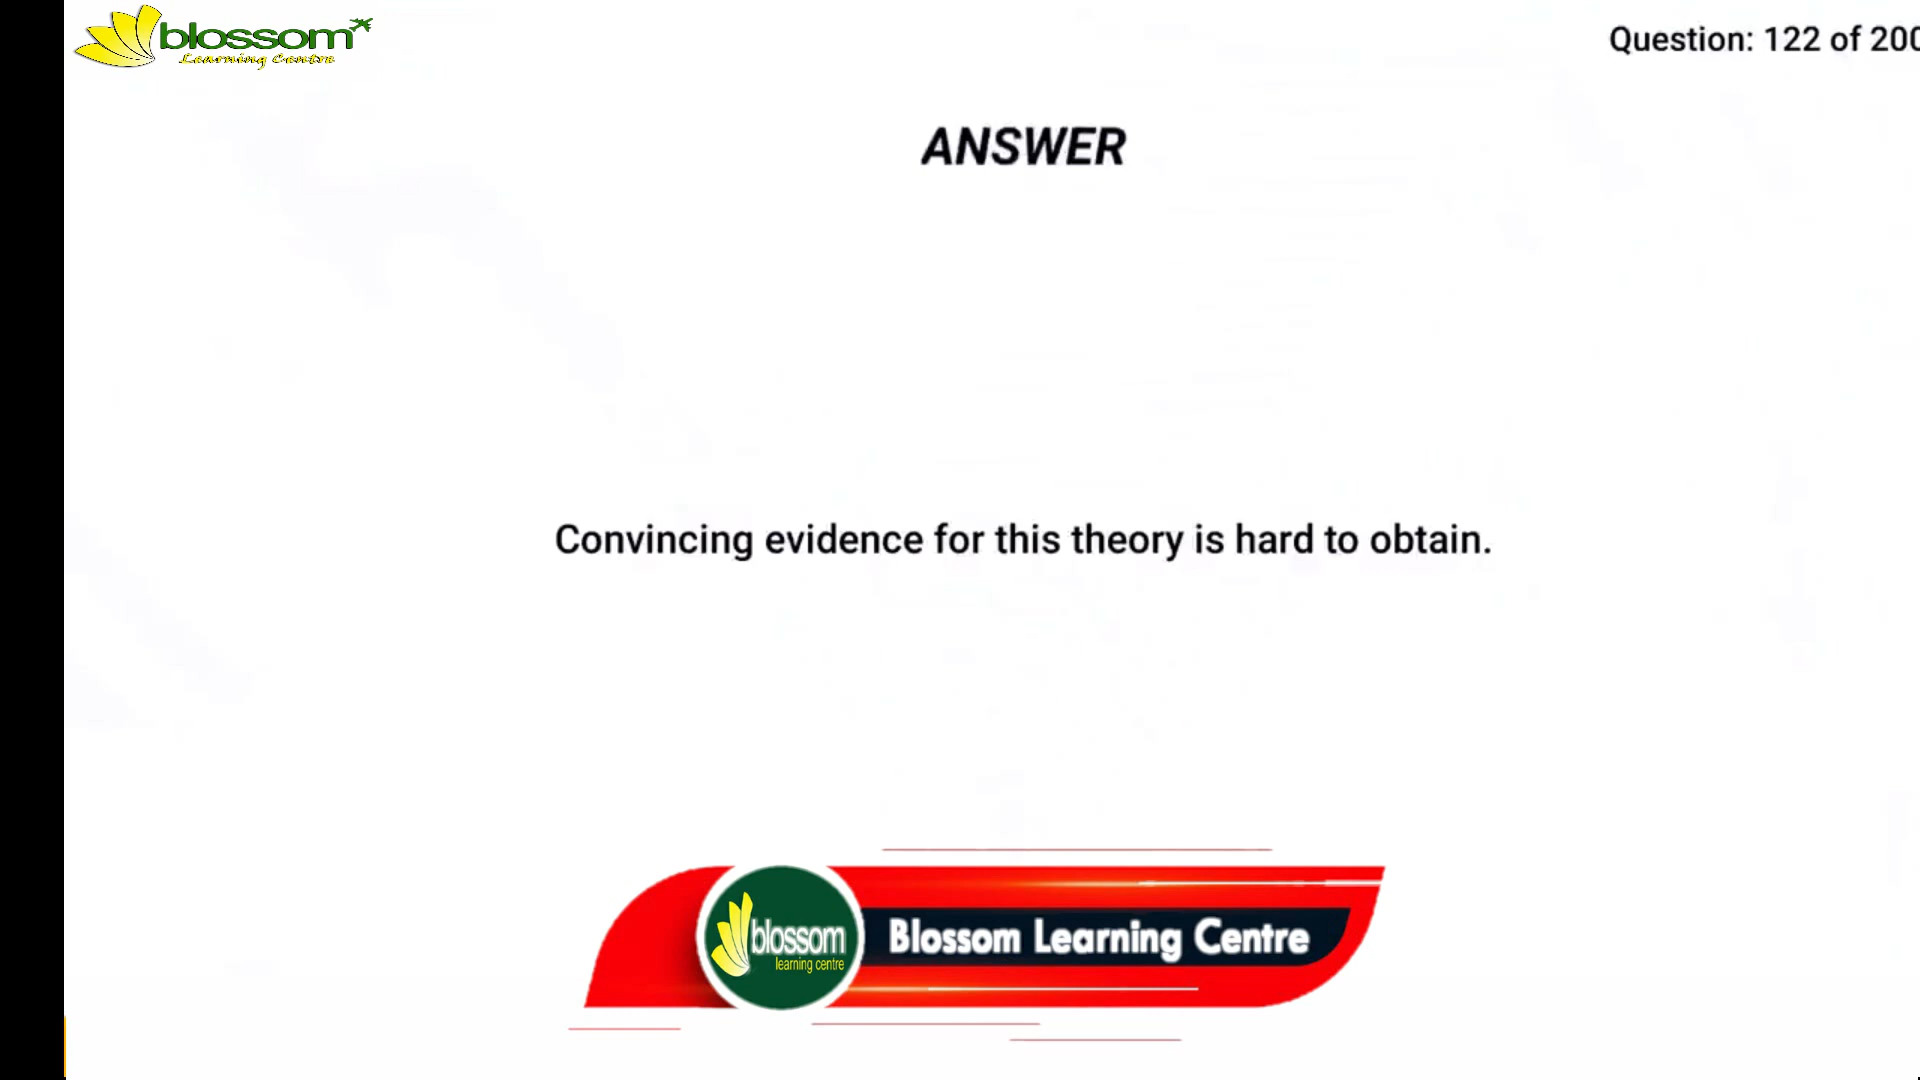 blossom
Learning Centre
Question: 122 of 200
ANSWER
Convincing evidence for this theory is hard to obtain.
blossom
learning centre
Blossom Learning Centre